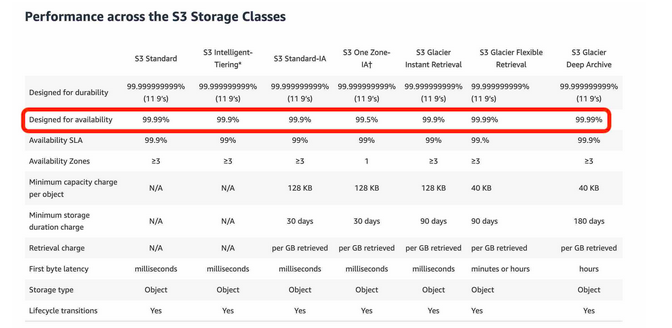 Performance across the S3 Storage Classes
S3 Standard S3 Intelligent-Tiering* S3 Standard-IA S3 One Zone-IA† S3 Glacier Instant Retrieval S3 Glacier Flexible Retrieval S3 Glacier Deep Archive
Designed for durability 99.999999999% (11 9's) 99.999999999% (11 9's) 99.999999999% (11 9's) 99.999999999% (11 9's) 99.999999999% (11 9's) 99.999999999% (11 9's) 99.999999999% (11 9's)
Designed for availability 99.99% 99.9% 99.9% 99.5% 99.9% 99.99% 99.99%
Availability SLA 99.9% 99% 99% 99% 99% 99.% 99.9%
Availability Zones ≥3 ≥3 ≥3 1 ≥3 ≥3 ≥3
Minimum capacity charge per object N/A N/A 128 KB 128 KB 128 KB 40 KB 40 KB
Minimum storage duration charge N/A N/A 30 days 30 days 90 days 90 days 180 days
Retrieval charge N/A N/A per GB retrieved per GB retrieved per GB retrieved per GB retrieved per GB retrieved
First byte latency milliseconds milliseconds milliseconds milliseconds milliseconds minutes or hours hours
Storage type Object Object Object Object Object Object Object
Lifecycle transitions Yes Yes Yes Yes Yes Yes Yes